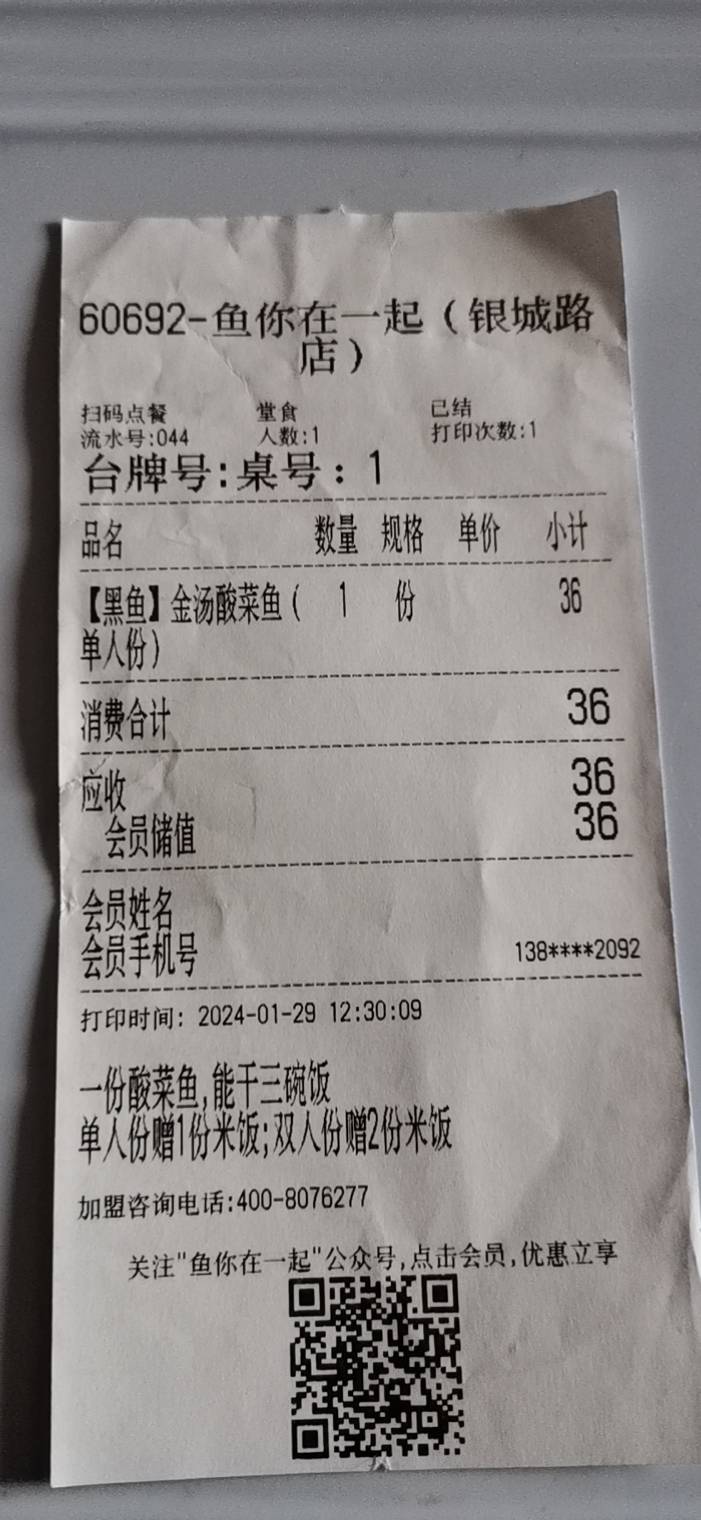 60692-鱼你在一起（银城路
店）
扫码点餐 堂食 已结
流水号:044 人数:1 打印次数:1
台牌号:桌号：1
品名 数量 规格 单价 小计
【黑鱼】金汤酸菜鱼( 1 份 36
单人份)
消费合计 36
应收 36
会员储值 36
会员姓名
会员手机号 138****2092
打印时间: 2024-01-29 12:30:09
一份酸菜鱼,能干三碗饭
单人份赠1份米饭;双人份赠2份米饭
加盟咨询电话:400-8076277
关注"鱼你在一起"公众号,点击会员,优惠立享